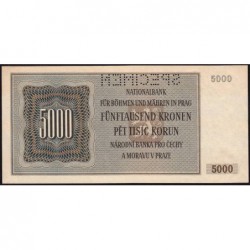 SPECIMEN
NATIONALBANK
FÜR BÖHMEN UND MÄHREN IN PRAG
5000
5000
FÜNFTAUSEND KRONEN
PĚT TISÍC KORUN
NÁRODNÍ BANKA PRO ČECHY
A MORAVU V PRAZE
5000